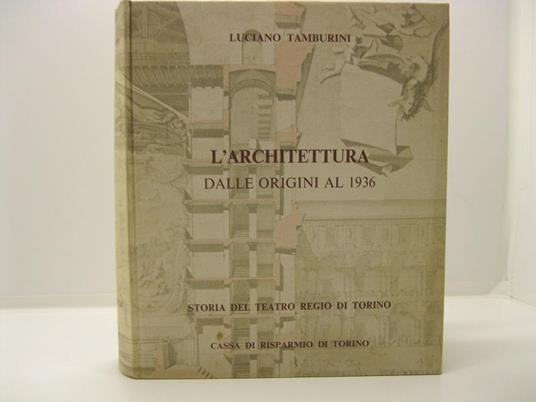 LUCIANO TAMBURINI
L'ARCHITETTURA
DALLE ORIGINI AL 1936
STORIA DEL TEATRO REGIO DI TORINO
CASSA DI RISPARMIO DI TORINO